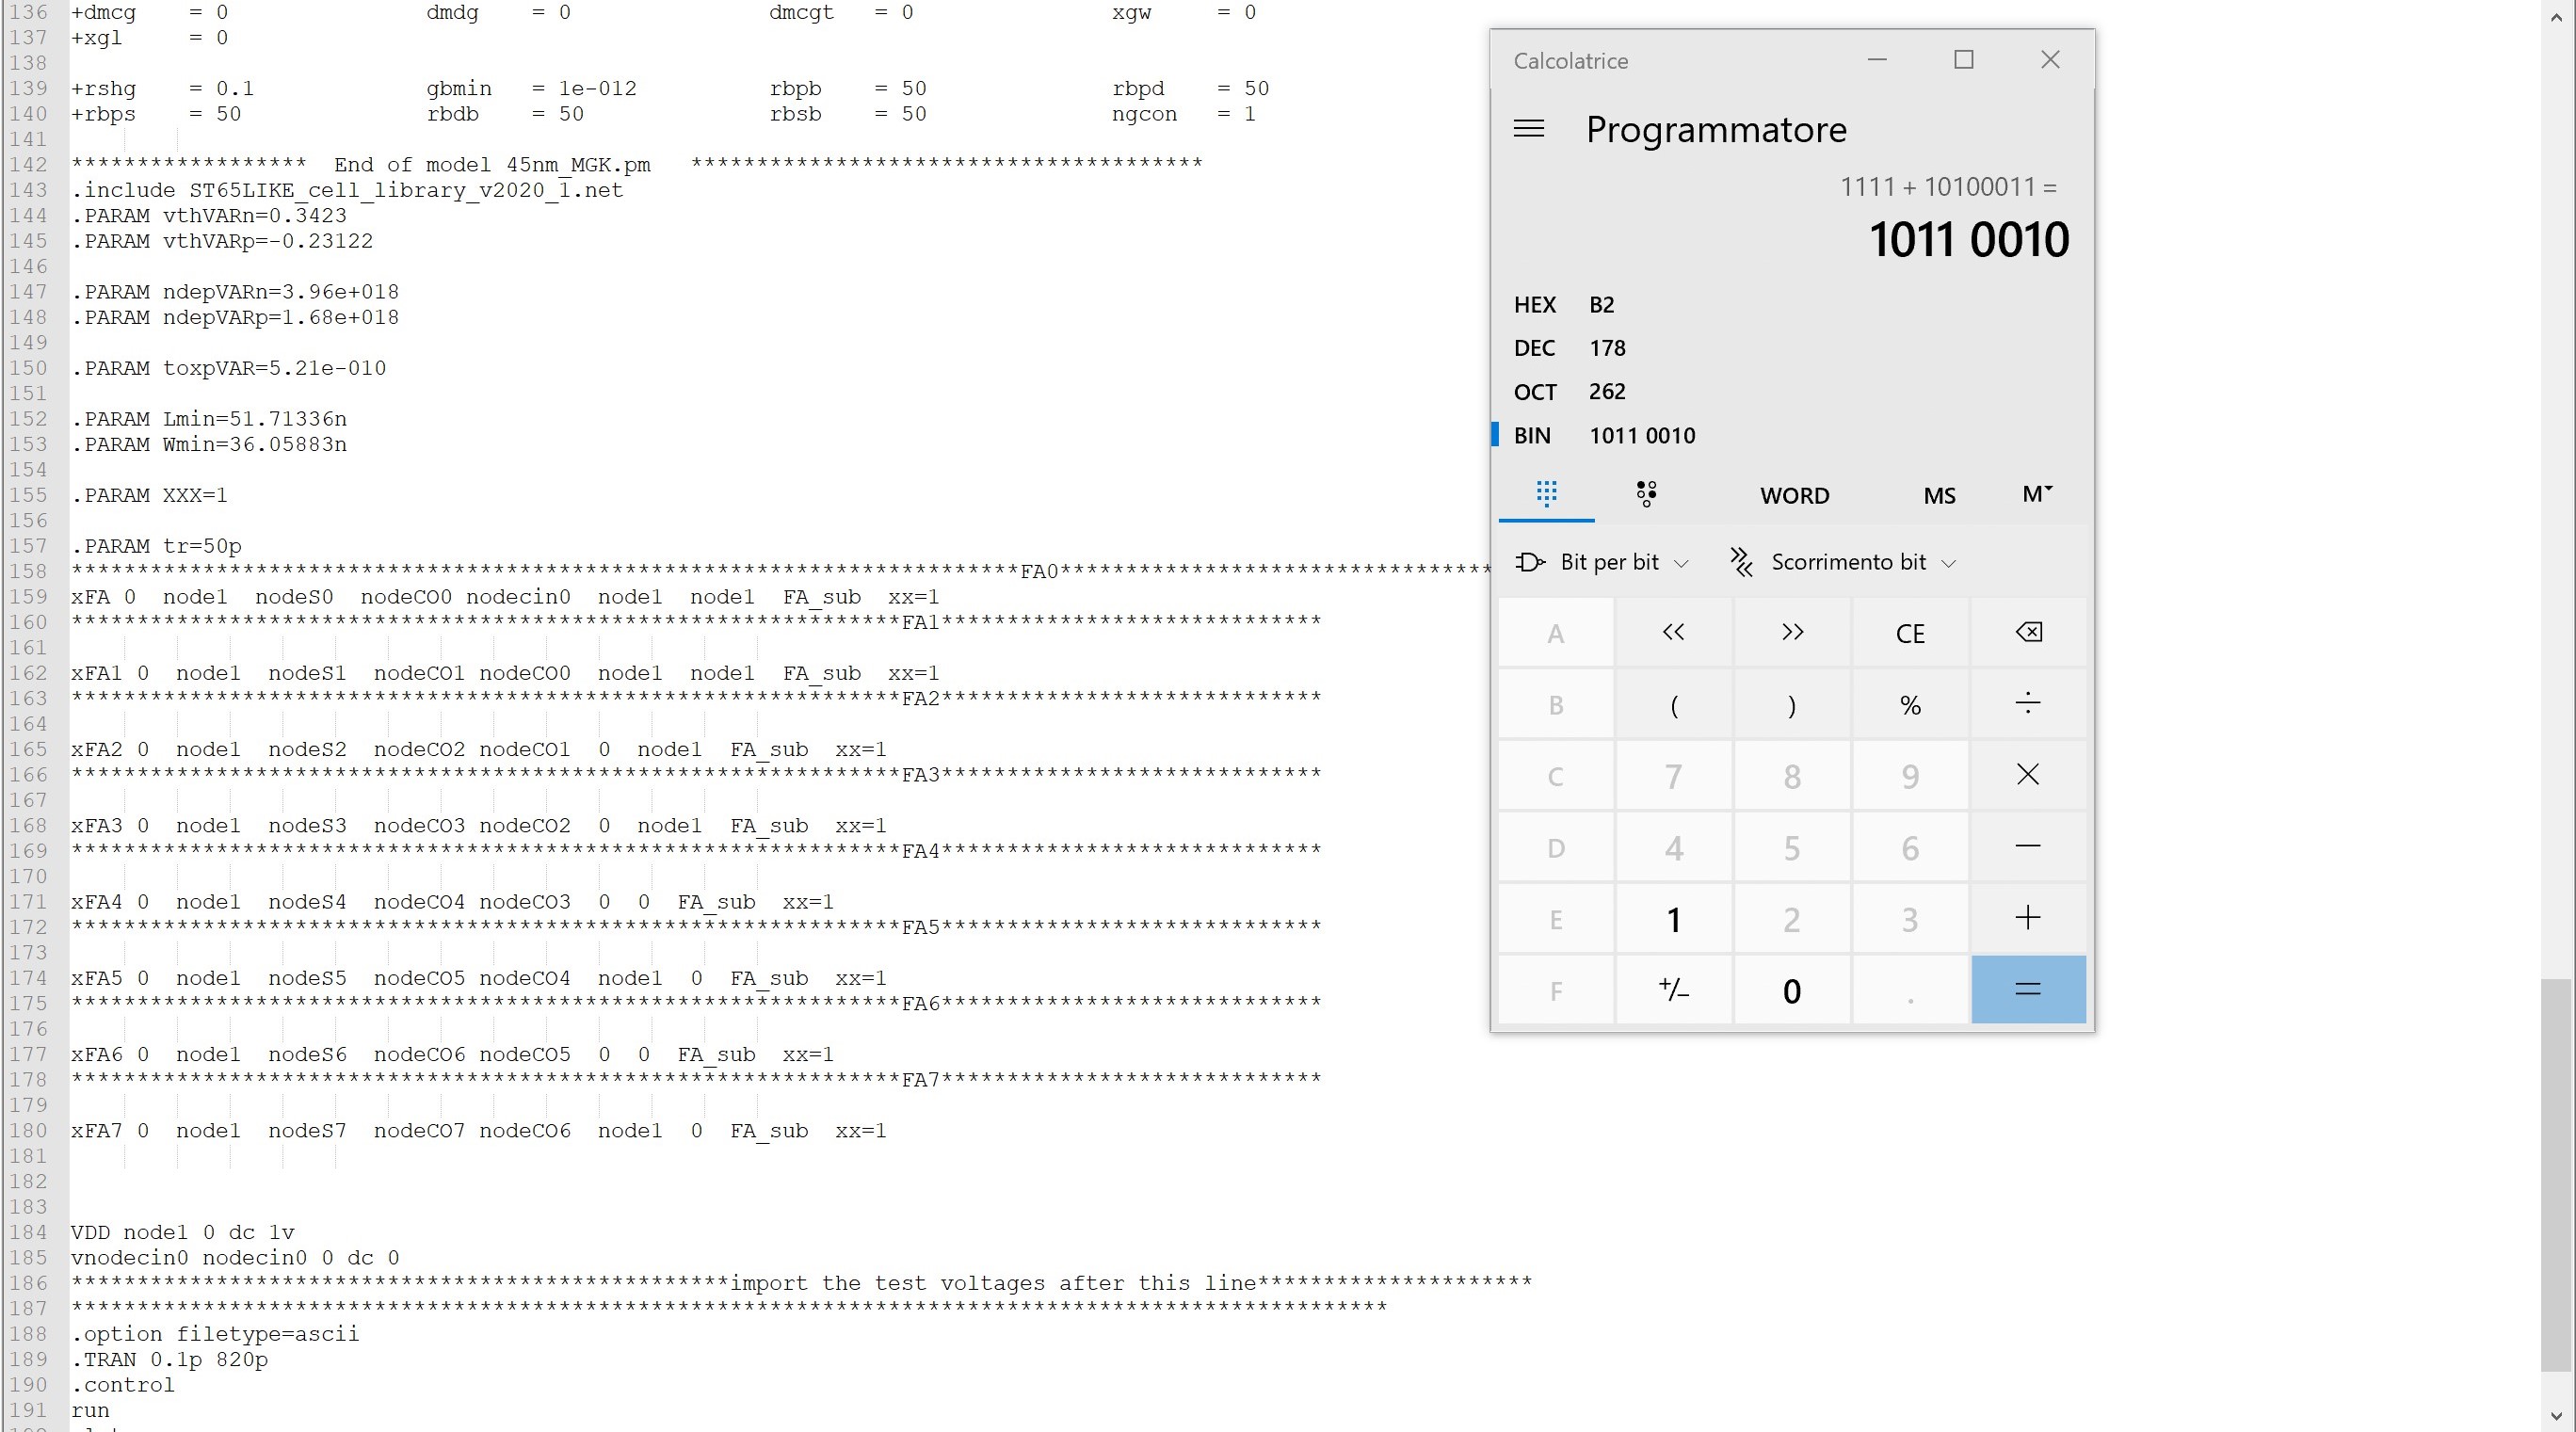 136 +dmcg = 0 dmdg = 0 dmcgt = 0 xgw = 0
137 +xgl = 0
138
139 +rshg = 0.1 gbmin = 1e-012 rbpb = 50 rbpd = 50
140 +rbps = 50 rbdb = 50 rbsb = 50 ngcon = 1
141
142 ****************** End of model 45nm_MGK.pm ***************************************
143 .include ST65LIKE_cell_library_v2020_1.net
144 .PARAM vthVARn=0.3423
145 .PARAM vthVARp=-0.23122
146
147 .PARAM ndepVARn=3.96e+018
148 .PARAM ndepVARp=1.68e+018
149
150 .PARAM toxpVAR=5.21e-010
151
152 .PARAM Lmin=51.71336n
153 .PARAM Wmin=36.05883n
154
155 .PARAM XXX=1
156
157 .PARAM tr=50p
158 **************************************************************************FA0*********************************
159 xFA 0 node1 nodeS0 nodeCO0 nodecin0 node1 node1 FA_sub xx=1
160 ***************************************************************FA1*****************************
161
162 xFA1 0 node1 nodeS1 nodeCO1 nodeCO0 node1 node1 FA_sub xx=1
163 ***************************************************************FA2*****************************
164
165 xFA2 0 node1 nodeS2 nodeCO2 nodeCO1 0 node1 FA_sub xx=1
166 ***************************************************************FA3*****************************
167
168 xFA3 0 node1 nodeS3 nodeCO3 nodeCO2 0 node1 FA_sub xx=1
169 ***************************************************************FA4*****************************
170
171 xFA4 0 node1 nodeS4 nodeCO4 nodeCO3 0 0 FA_sub xx=1
172 ***************************************************************FA5*****************************
173
174 xFA5 0 node1 nodeS5 nodeCO5 nodeCO4 node1 0 FA_sub xx=1
175 ***************************************************************FA6*****************************
176
177 xFA6 0 node1 nodeS6 nodeCO6 nodeCO5 0 0 FA_sub xx=1
178 ***************************************************************FA7*****************************
179
180 xFA7 0 node1 nodeS7 nodeCO7 nodeCO6 node1 0 FA_sub xx=1
181
182
183
184 VDD node1 0 dc 1v
185 vnodecin0 nodecin0 0 dc 0
186 **************************************************import the test voltages after this line*********************
187 ****************************************************************************************************
188 .option filetype=ascii
189 .TRAN 0.1p 820p
190 .control
191 run
Calcolatrice
Programmatore
1111 + 10100011 =
1011 0010
HEX B2
DEC 178
OCT 262
BIN 1011 0010
WORD MS M
Bit per bit Scorrimento bit
A << >> CE
B ( ) % ÷
C 7 8 9 ×
D 4 5 6 −
E 1 2 3 +
F +/− 0 . =